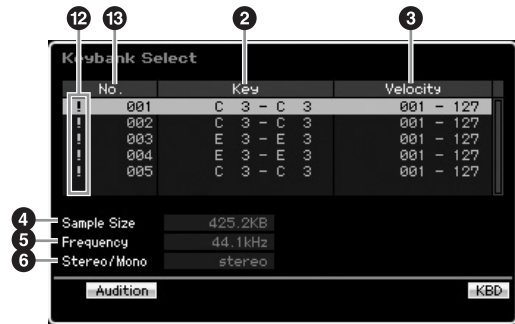 ⑫ ⑬ ② ③
Keybank Select
No. Key Velocity
! 001 C 3 - C 3 001 - 127
! 002 C 3 - C 3 001 - 127
! 003 E 3 - E 3 001 - 127
! 004 E 3 - E 3 001 - 127
! 005 C 3 - C 3 001 - 127
④ Sample Size 425.2KB
⑤ Frequency 44.1kHz
⑥ Stereo/Mono stereo
Audition KBD